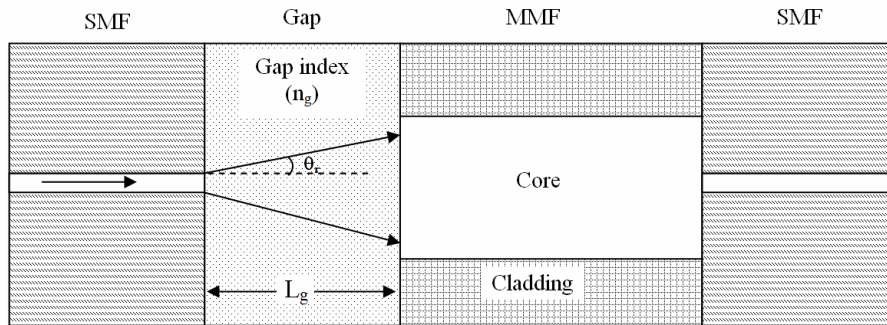 SMF Gap MMF SMF
Gap index
(n_g)
θ_r
Core
L_g
Cladding